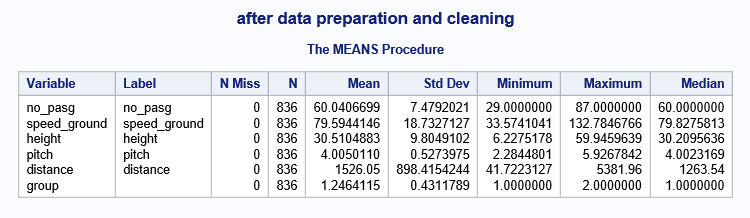 after data preparation and cleaning
The MEANS Procedure
Variable Label N Miss N Mean Std Dev Minimum Maximum Median
no_pasg no_pasg 0 836 60.0406699 7.4792021 29.0000000 87.0000000 60.0000000
speed_ground speed_ground 0 836 79.5944146 18.7327127 33.5741041 132.7846766 79.8275813
height height 0 836 30.5104883 9.8049102 6.2275178 59.9459639 30.2095636
pitch pitch 0 836 4.0050110 0.5273975 2.2844801 5.9267842 4.0023169
distance distance 0 836 1526.05 898.4154244 41.7223127 5381.96 1263.54
group 0 836 1.2464115 0.4311789 1.0000000 2.0000000 1.0000000